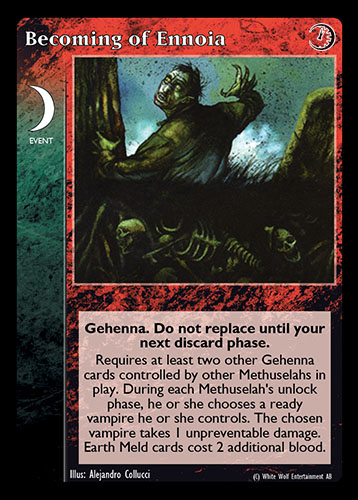 Becoming of Ennoia
EVENT
Gehenna. Do not replace until your
next discard phase.
Requires at least two other Gehenna
cards controlled by other Methuselahs in
play. During each Methuselah's unlock
phase, he or she chooses a ready
vampire he or she controls. The chosen
vampire takes 1 unpreventable damage.
Earth Meld cards cost 2 additional blood.
Illus: Alejandro Collucci
(C) White Wolf Entertainment AB